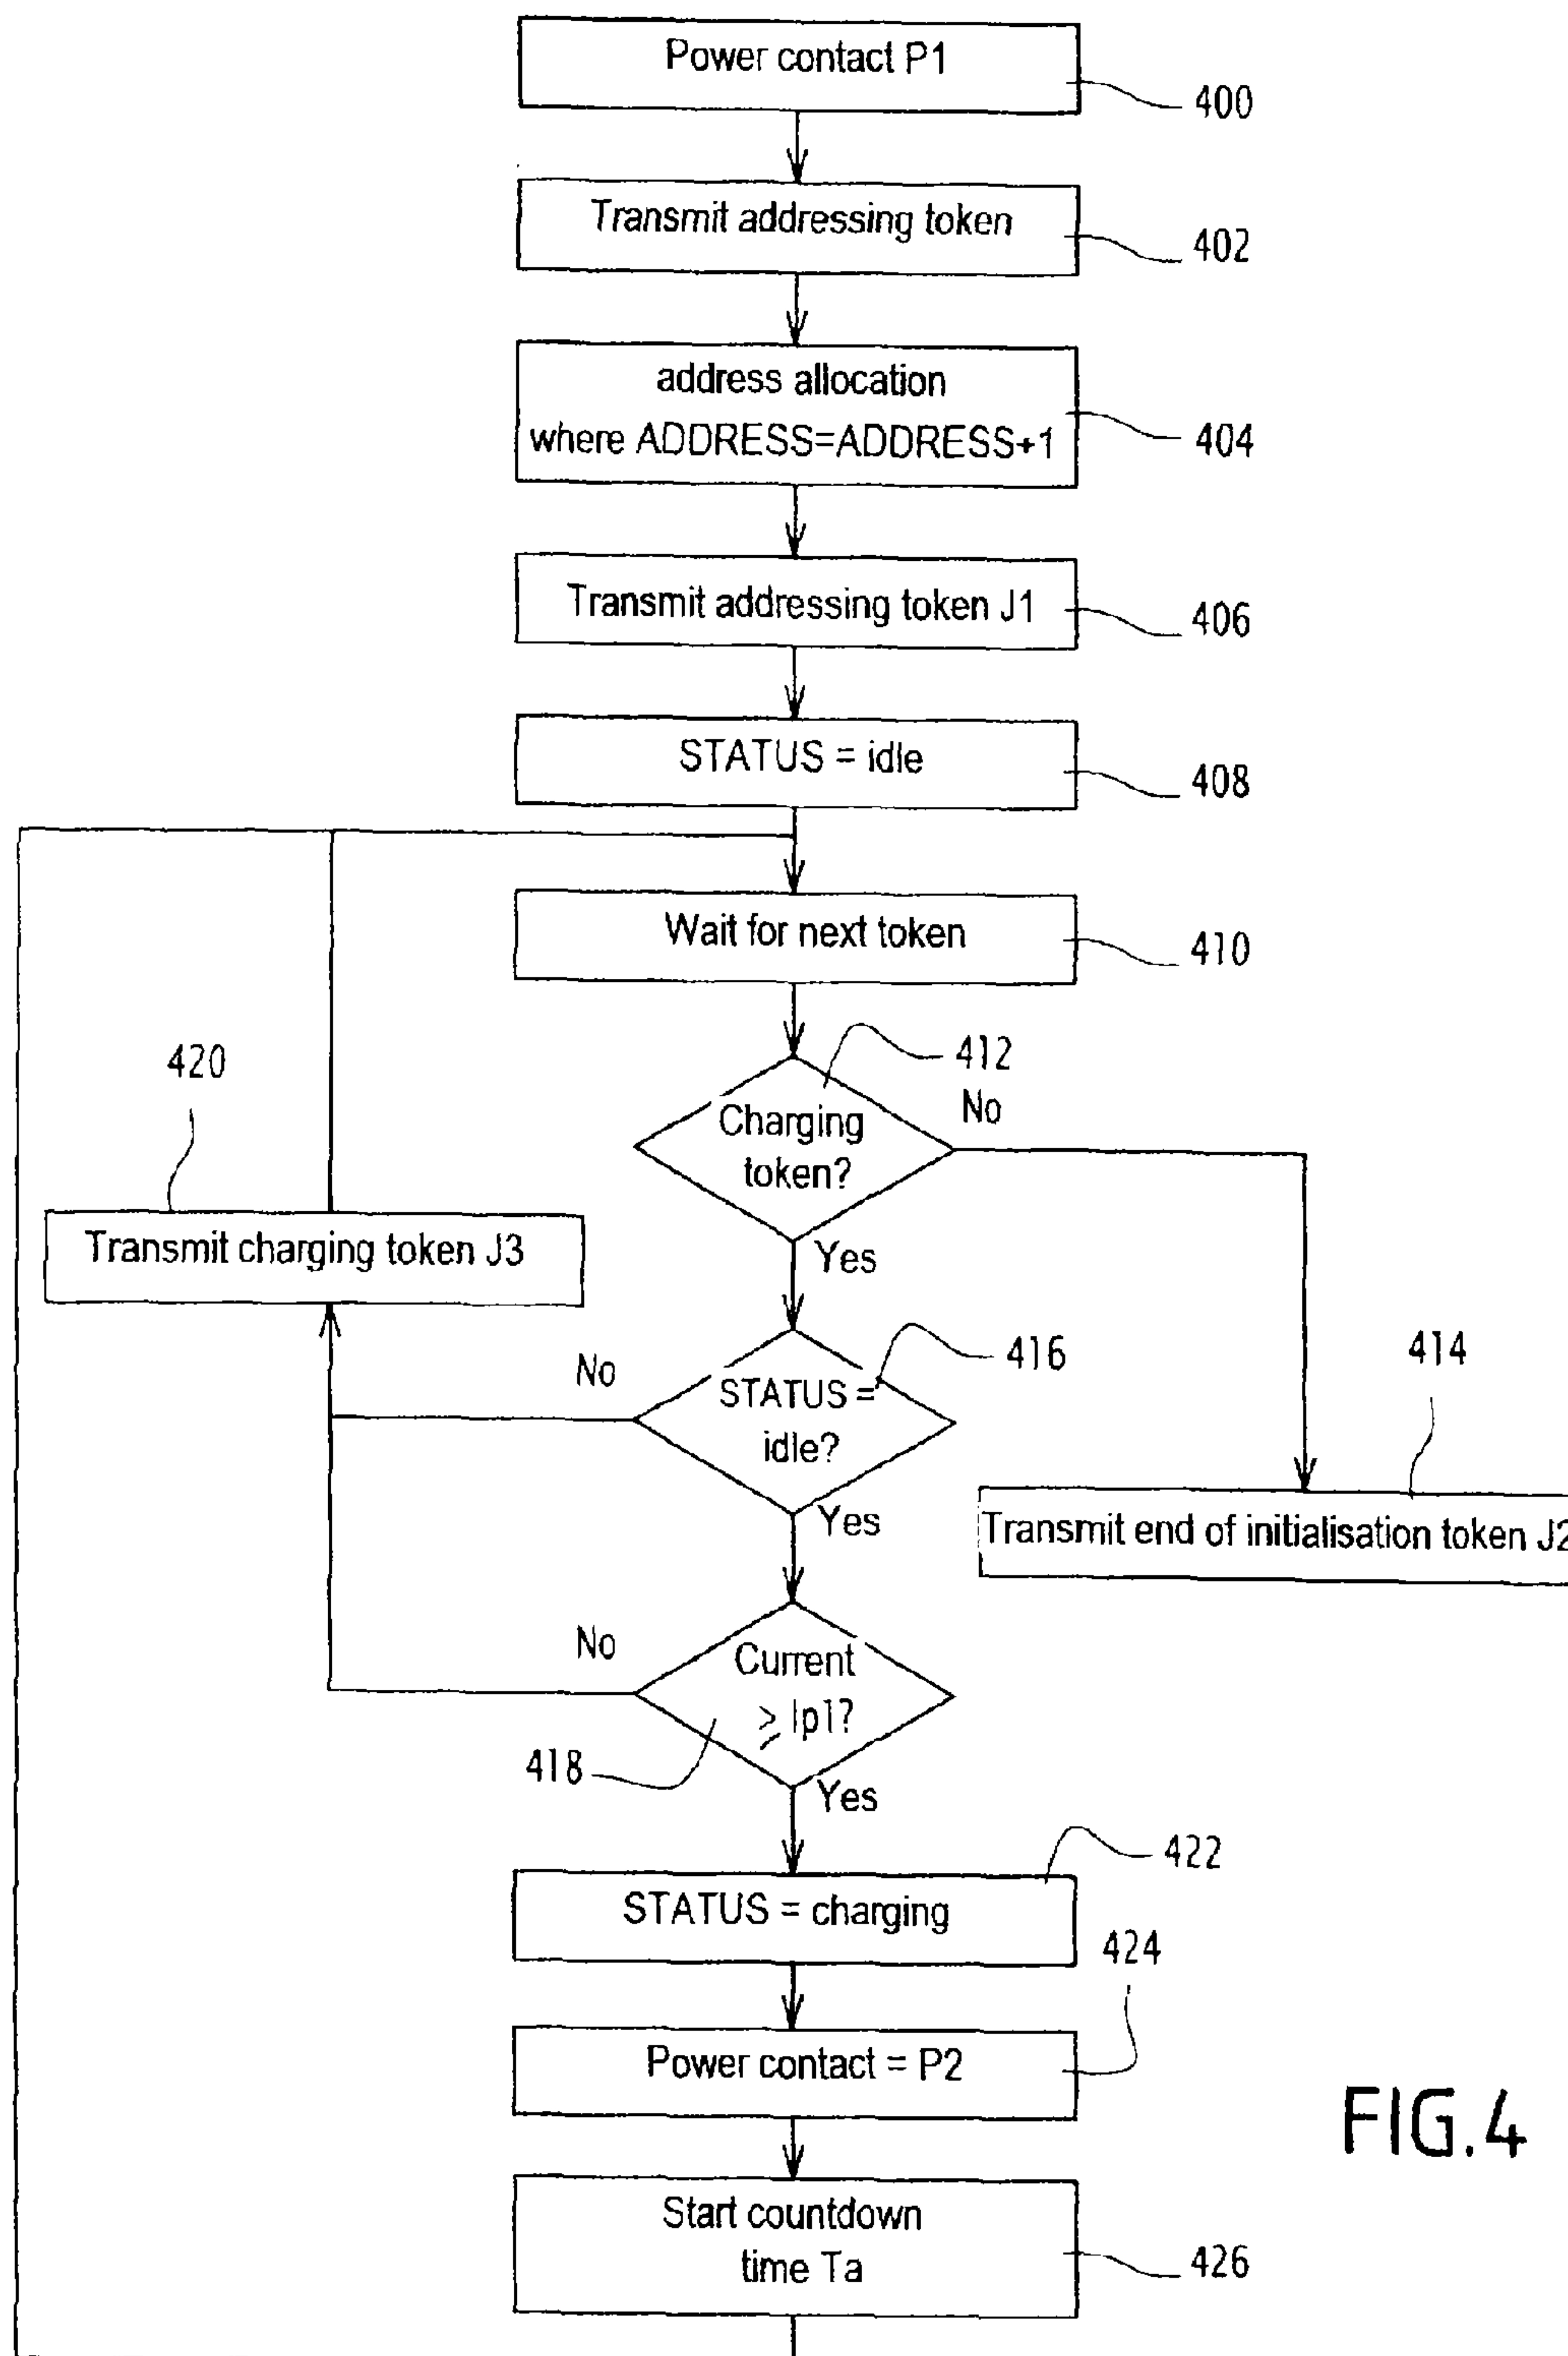 Power contact P1
400
Transmit addressing token
402
address allocation
where ADDRESS=ADDRESS+1
404
Transmit addressing token J1
406
STATUS = idle
408
Wait for next token
410
412
Charging
token?
No
Yes
420
Transmit charging token J3
416
STATUS =
idle?
No
Yes
414
Transmit end of initialisation token J2
Current
≥ Ip1?
No
418
Yes
422
STATUS = charging
424
Power contact = P2
FIG.4
Start countdown
time Ta
426